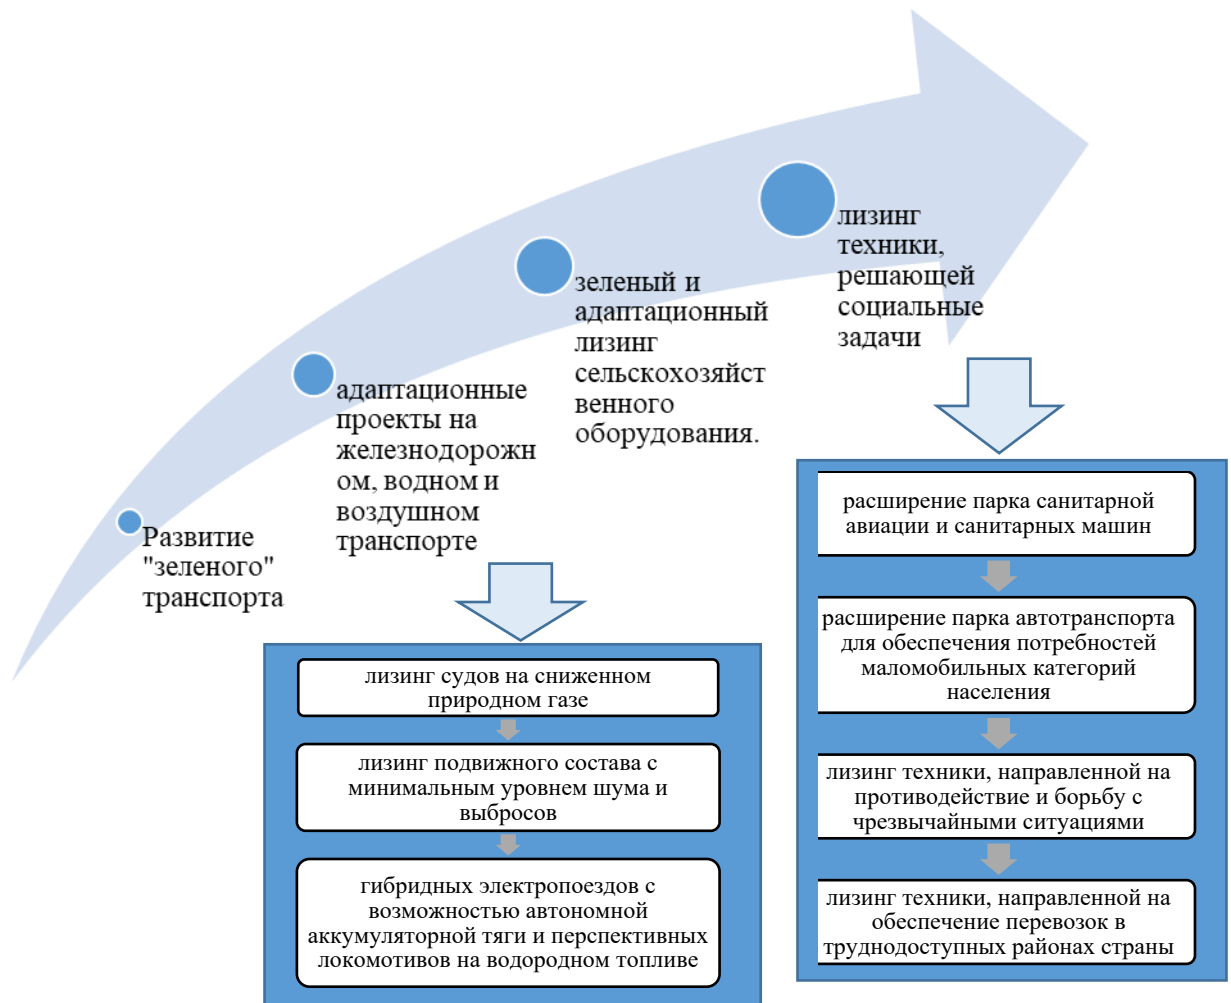 Развитие
"зеленого"
транспорта
адаптационные
проекты на
железнодорожн
ом, водном и
воздушном
транспорте
зеленый и
адаптационный
лизинг
сельскохозяйст
венного
оборудования.
лизинг
техники,
решающей
социальные
задачи
лизинг судов на сниженном
природном газе
лизинг подвижного состава с
минимальным уровнем шума и
выбросов
гибридных электропоездов с
возможностью автономной
аккумуляторной тяги и перспективных
локомотивов на водородном топливе
расширение парка санитарной
авиации и санитарных машин
расширение парка автотранспорта
для обеспечения потребностей
маломобильных категорий
населения
лизинг техники, направленной на
противодействие и борьбу с
чрезвычайными ситуациями
лизинг техники, направленной на
обеспечение перевозок в
труднодоступных районах страны